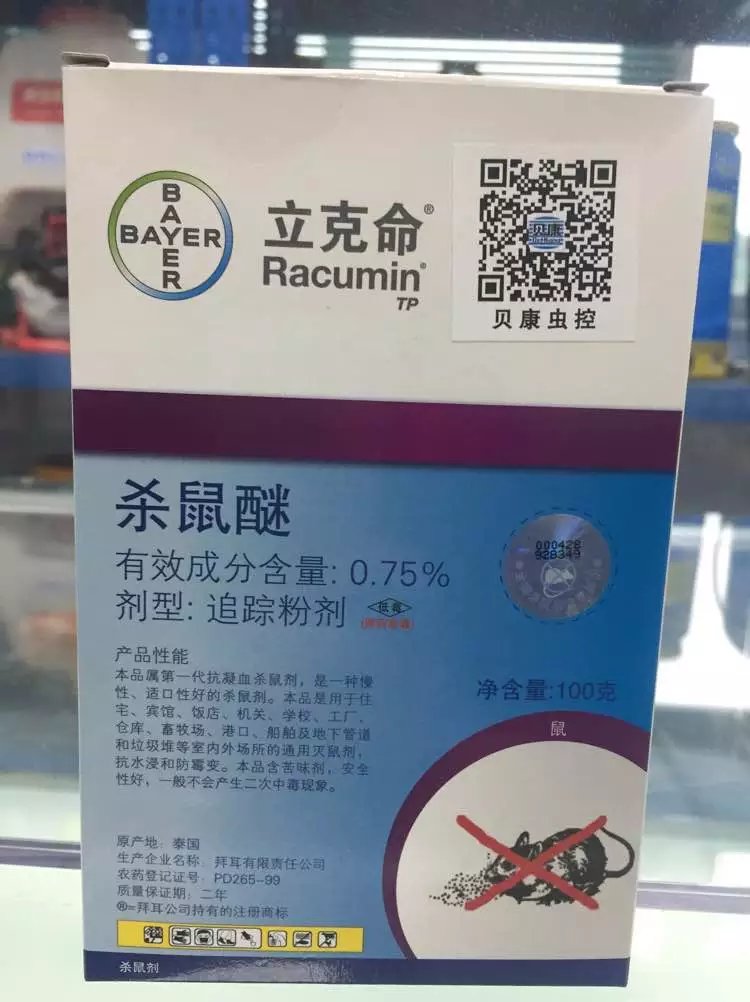 BAYER
BAYER
立克命®
Racumin®
TP
贝康
贝康虫控
杀鼠醚
有效成分含量: 0.75%
剂型: 追踪粉剂
低毒
产品性能
本品属第一代抗凝血杀鼠剂，是一种慢
性、适口性好的杀鼠剂。本品是用于住
宅、宾馆、饭店、机关、学校、工厂、
仓库、畜牧场、港口、船舶及地下管道
和垃圾堆等室内外场所的通用灭鼠剂，
抗水浸和防霉变。本品含苦味剂，安全
性好，一般不会产生二次中毒现象。
000428
928349
净含量:100克
鼠
原产地: 泰国
生产企业名称: 拜耳有限责任公司
农药登记证号: PD265-99
质量保证期: 二年
®=拜耳公司持有的注册商标
杀鼠剂